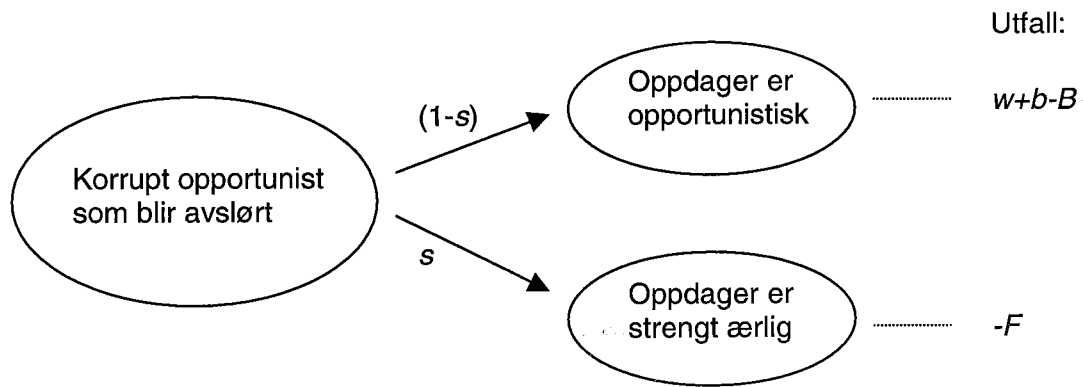 Utfall:
Oppdager er
opportunistisk
w+b-B
(1-s)
Korrupt opportunist
som blir avslørt
s
Oppdager er
strengt ærlig
-F